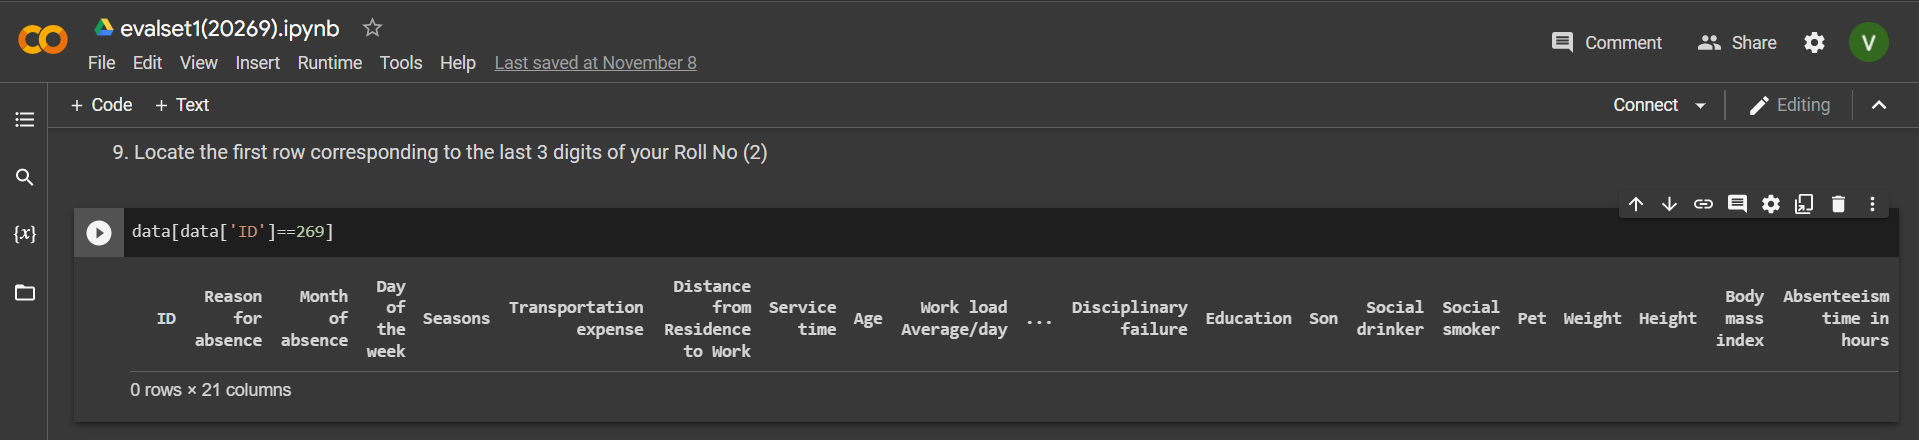 evalset1(20269).ipynb
Comment
Share
V
File Edit View Insert Runtime Tools Help Last saved at November 8
+ Code + Text
Connect
Editing
9. Locate the first row corresponding to the last 3 digits of your Roll No (2)
{x}
data[data['ID']==269]
ID
Reason
for
absence
Month
of
absence
Day
of
the
week
Seasons
Transportation
expense
Distance
from
Residence
to Work
Service
time
Age
Work load
Average/day
...
Disciplinary
failure
Education
Son
Social
drinker
Social
smoker
Pet
Weight
Height
Body
mass
index
Absenteeism
time in
hours
0 rows × 21 columns